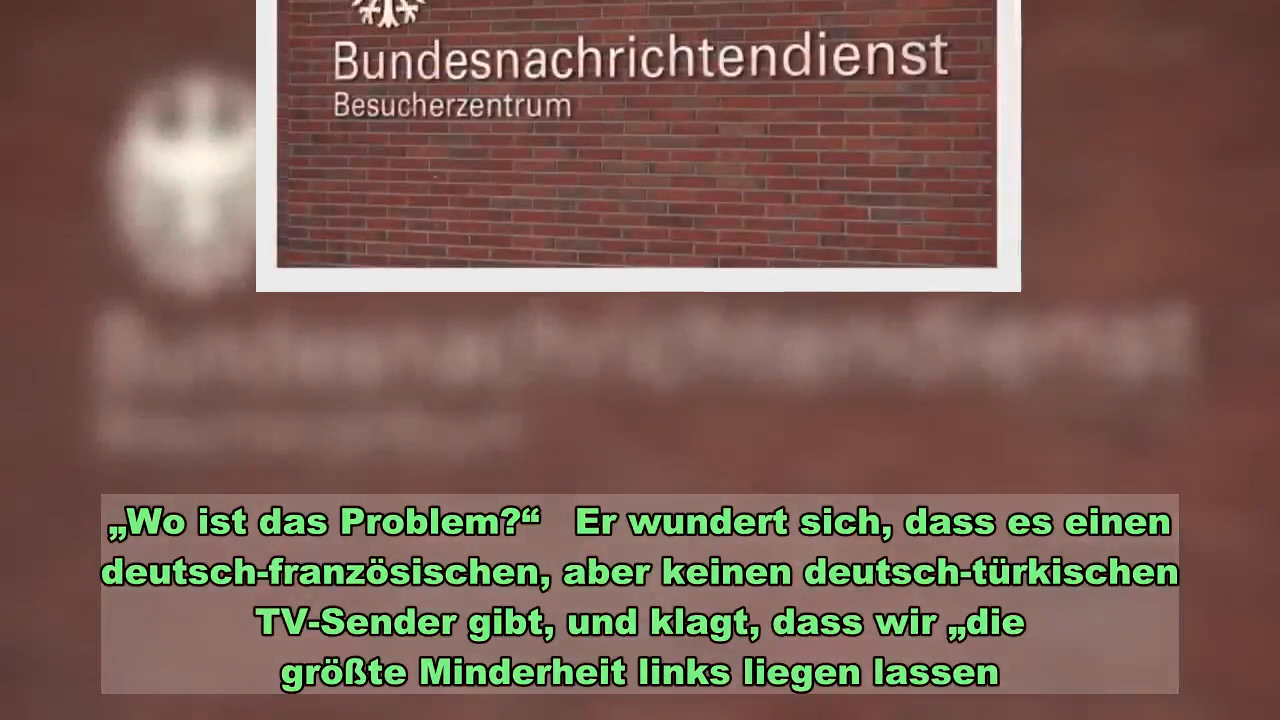 Bundesnachrichtendienst
Besucherzentrum
Bundesnachrichtendienst
„Wo ist das Problem?“ Er wundert sich, dass es einen
deutsch-französischen, aber keinen deutsch-türkischen
TV-Sender gibt, und klagt, dass wir „die
größte Minderheit links liegen lassen